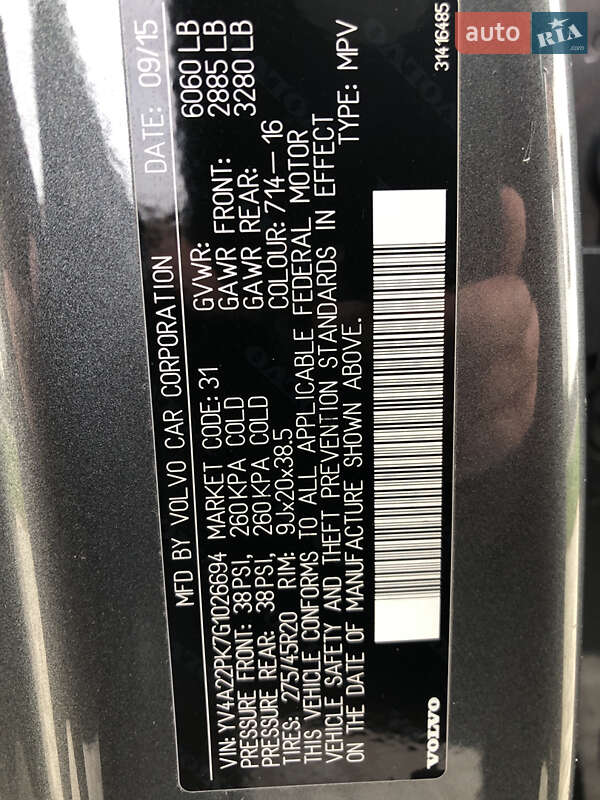 MFD BY VOLVO CAR CORPORATION DATE: 09/15
GVWR: 6060 LB
GAWR FRONT: 2885 LB
GAWR REAR: 3280 LB
VIN: YV4A22PK7G1026694 MARKET CODE: 31 COLOUR: 714—16
PRESSURE FRONT: 38PSI, 260KPA COLD
PRESSURE REAR: 38PSI, 260KPA COLD
TIRES: 275/45R20 RIM: 9Jx20x38.5
THIS VEHICLE CONFORMS TO ALL APPLICABLE FEDERAL MOTOR
VEHICLE SAFETY AND THEFT PREVENTION STANDARDS IN EFFECT
ON THE DATE OF MANUFACTURE SHOWN ABOVE. TYPE: MPV
VOLVO 31416485
auto RIA.com